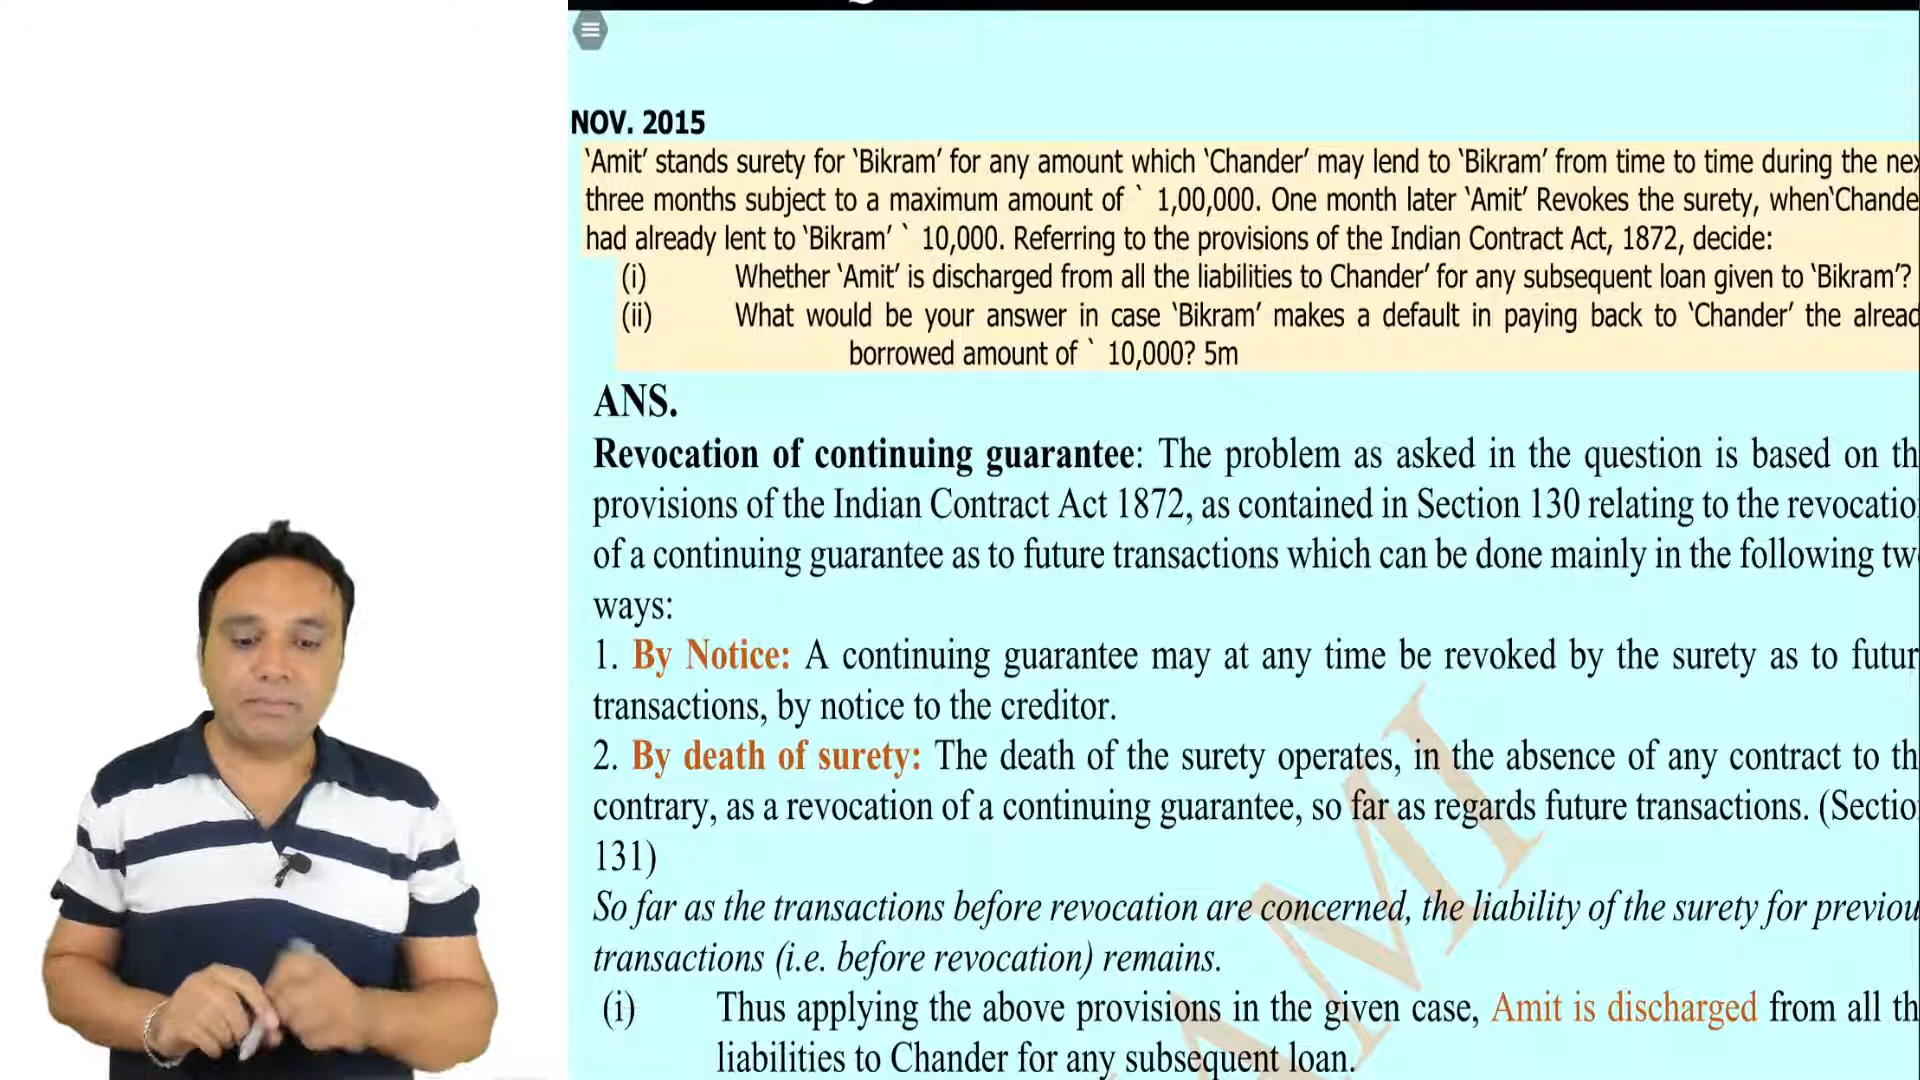 NOV. 2015
‘Amit’ stands surety for ‘Bikram’ for any amount which ‘Chander’ may lend to ‘Bikram’ from time to time during the
three months subject to a maximum amount of ` 1,00,000. One month later ‘Amit’ Revokes the surety, when‘Chande
had already lent to ‘Bikram’ ` 10,000. Referring to the provisions of the Indian Contract Act, 1872, decide:
(i) Whether ‘Amit’ is discharged from all the liabilities to Chander’ for any subsequent loan given to ‘Bikram’?
(ii) What would be your answer in case ‘Bikram’ makes a default in paying back to ‘Chander’ the alread
borrowed amount of ` 10,000? 5m
ANS.
Revocation of continuing guarantee: The problem as asked in the question is based on th
provisions of the Indian Contract Act 1872, as contained in Section 130 relating to the revocatio
of a continuing guarantee as to future transactions which can be done mainly in the following tw
ways:
1. By Notice: A continuing guarantee may at any time be revoked by the surety as to futur
transactions, by notice to the creditor.
2. By death of surety: The death of the surety operates, in the absence of any contract to th
contrary, as a revocation of a continuing guarantee, so far as regards future transactions. (Sectio
131)
So far as the transactions before revocation are concerned, the liability of the surety for previou
transactions (i.e. before revocation) remains.
(i) Thus applying the above provisions in the given case, Amit is discharged from all th
liabilities to Chander for any subsequent loan.